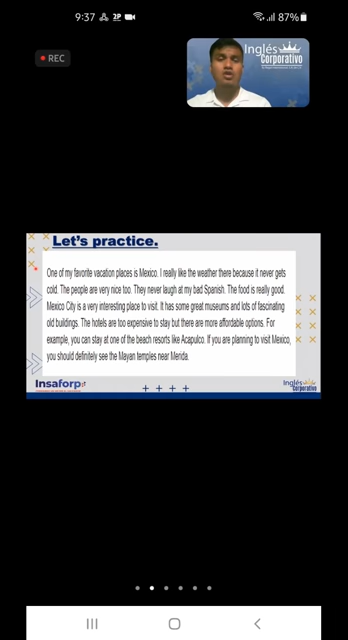 9:37
87%
REC
Inglés
Corporativo
Let's practice.
One of my favorite vacation places is Mexico. I really like the weather there because it never gets
cold. The people are very nice too. They never laugh at my bad Spanish. The food is really good.
Mexico City is a very interesting place to visit. It has some great museums and lots of fascinating
old buildings. The hotels are too expensive to stay but there are more affordable options. For
example, you can stay at one of the beach resorts like Acapulco. If you are planning to visit Mexico,
you should definitely see the Mayan temples near Merida.
Insaforp
Inglés
Corporativo